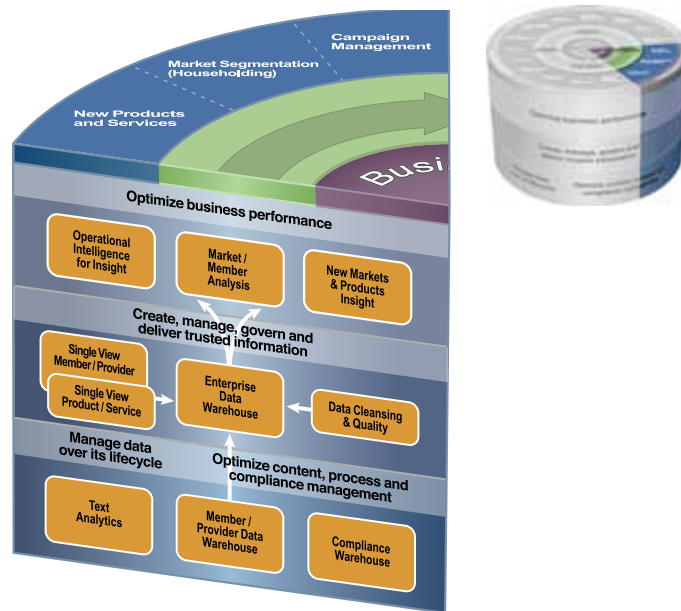 Campaign
Management
Market Segmentation
(Householding)
New Products
and Services
Busi
Optimize business performance
Operational
Intelligence
for Insight
Market /
Member
Analysis
New Markets
& Products
Insight
Create, manage, govern and
deliver trusted information
Single View
Member / Provider
Single View
Product / Service
Enterprise
Data
Warehouse
Data Cleansing
& Quality
Manage data
over its lifecycle
Optimize content, process and
compliance management
Text
Analytics
Member /
Provider Data
Warehouse
Compliance
Warehouse
Optimize business performance